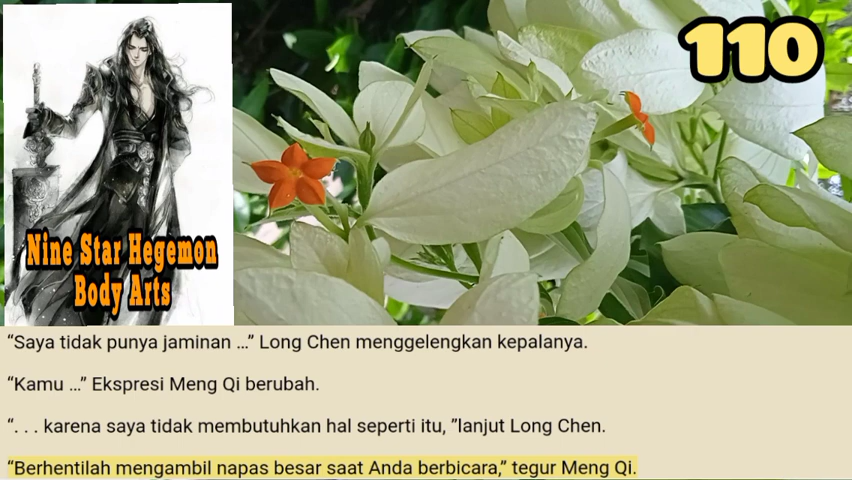 110
Nine Star Hegemon
Body Arts
“Saya tidak punya jaminan …” Long Chen menggelengkan kepalanya.
“Kamu …” Ekspresi Meng Qi berubah.
“. . . karena saya tidak membutuhkan hal seperti itu, ”lanjut Long Chen.
“Berhentilah mengambil napas besar saat Anda berbicara,” tegur Meng Qi.